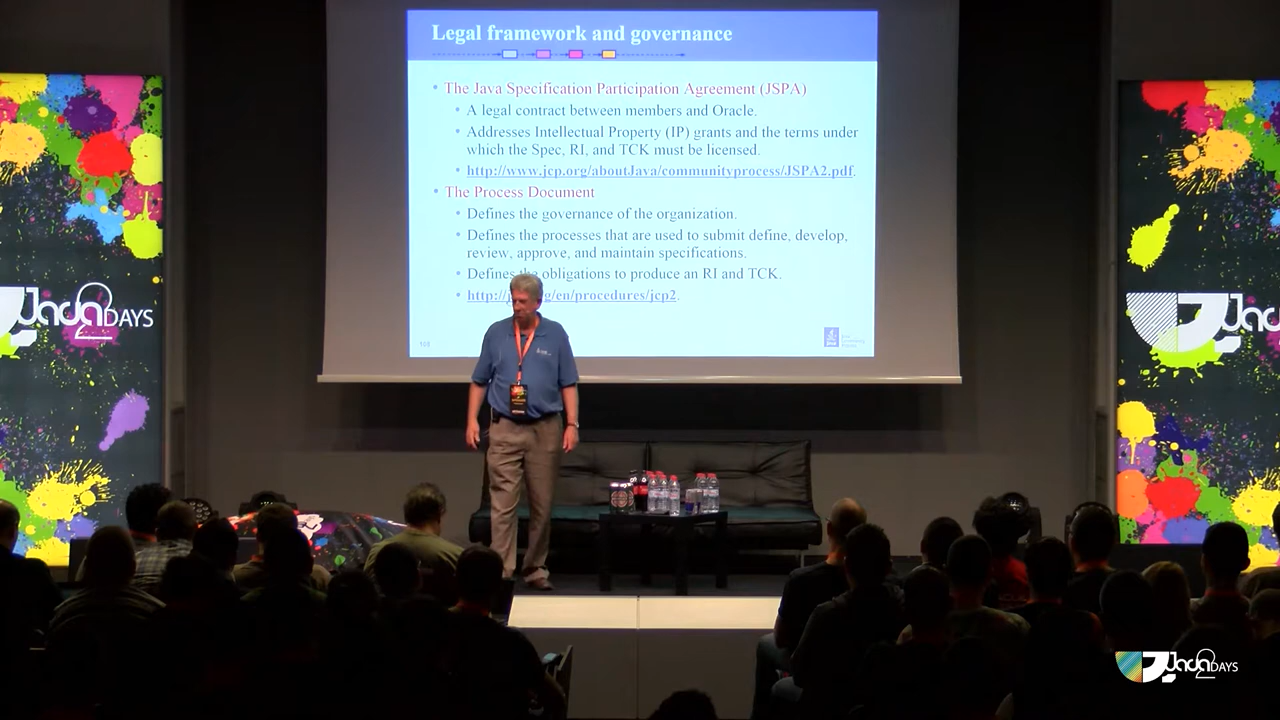 Legal framework and governance
• The Java Specification Participation Agreement (JSPA)
• A legal contract between members and Oracle.
• Addresses Intellectual Property (IP) grants and the terms under
which the Spec, RI, and TCK must be licensed.
• http://www.jcp.org/aboutJava/communityprocess/JSPA2.pdf.
• The Process Document
• Defines the governance of the organization.
• Defines the processes that are used to submit define, develop,
review, approve, and maintain specifications.
• Defines the obligations to produce an RI and TCK.
• http://j g/en/procedures/jcp2.
Java2DAYS
Java2DAYS